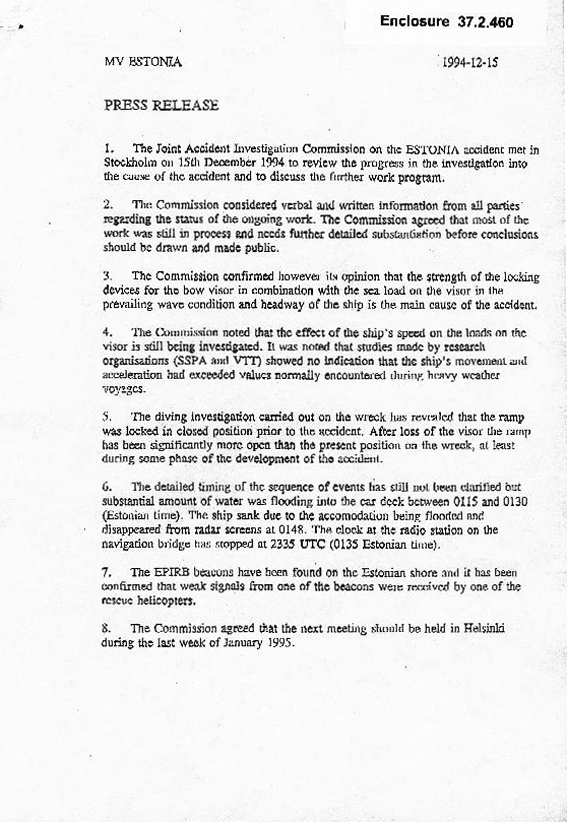 Enclosure 37.2.460
MV ESTONIA 1994-12-15
PRESS RELEASE
1. The Joint Accident Investigation Commission on the ESTONIA accident met in
Stockholm on 15th December 1994 to review the progress in the investigation into
the cause of the accident and to discuss the further work program.
2. The Commission considered verbal and written information from all parties
regarding the status of the ongoing work. The Commission agreed that most of the
work was still in process and needs further detailed substantiation before conclusions
should be drawn and made public.
3. The Commission confirmed however its opinion that the strength of the locking
devices for the bow visor in combination with the sea load on the visor in the
prevailing wave condition and headway of the ship is the main cause of the accident.
4. The Commission noted that the effect of the ship's speed on the loads on the
visor is still being investigated. It was noted that studies made by research
organisations (SSPA and VTT) showed no indication that the ship's movement and
acceleration had exceeded values normally encountered during heavy weather
voyages.
5. The diving investigation carried out on the wreck has revealed that the ramp
was locked in closed position prior to the accident. After loss of the visor the ramp
has been significantly more open than the present position on the wreck, at least
during some phase of the development of the accident.
6. The detailed timing of the sequence of events has still not been clarified but
substantial amount of water was flooding into the car deck between 0115 and 0130
(Estonian time). The ship sank due to the accomodation being flooded and
disappeared from radar screens at 0148. The clock at the radio station on the
navigation bridge has stopped at 2335 UTC (0135 Estonian time).
7. The EPIRB beacons have been found on the Estonian shore and it has been
confirmed that weak signals from one of the beacons were received by one of the
rescue helicopters.
8. The Commission agreed that the next meeting should be held in Helsinki
during the last week of January 1995.